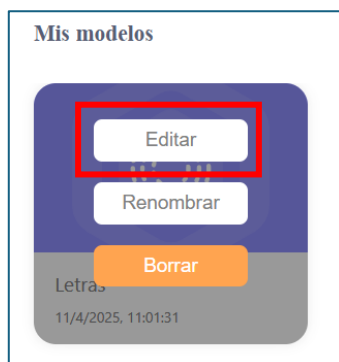 Mis modelos
Editar
Renombrar
Borrar
Letras
11/4/2025, 11:01:31